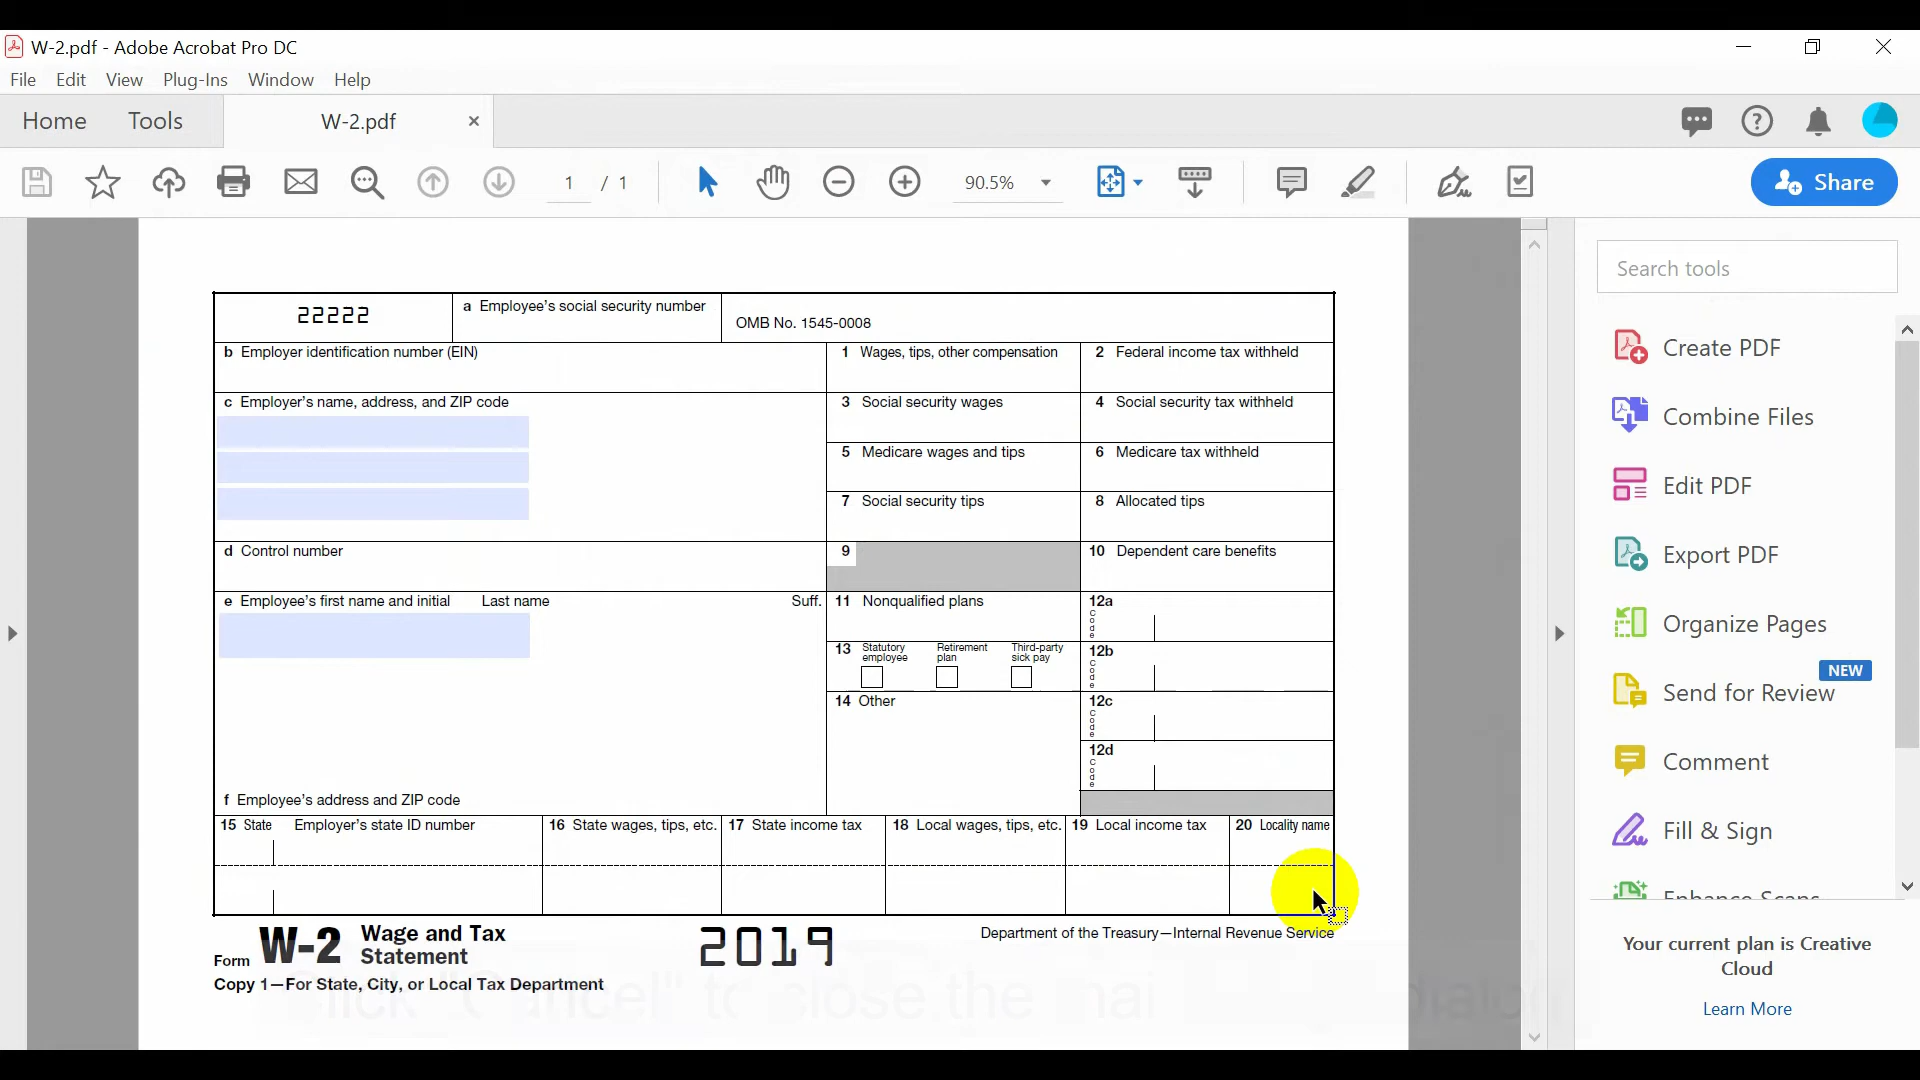 W-2.pdf - Adobe Acrobat Pro DC
File Edit View Plug-Ins Window Help
Home Tools W-2.pdf
1 / 1 90.5% Share
Search tools
Create PDF
Combine Files
Edit PDF
Export PDF
Organize Pages
NEW
Send for Review
Comment
Fill & Sign
Enhance Scans
Your current plan is Creative
Cloud
Learn More
22222 a Employee's social security number OMB No. 1545-0008
b Employer identification number (EIN) 1 Wages, tips, other compensation 2 Federal income tax withheld
c Employer's name, address, and ZIP code 3 Social security wages 4 Social security tax withheld
5 Medicare wages and tips 6 Medicare tax withheld
7 Social security tips 8 Allocated tips
d Control number 9 10 Dependent care benefits
e Employee's first name and initial Last name Suff. 11 Nonqualified plans 12a
Code
13 Statutory employee Retirement plan Third-party sick pay 12b
Code
14 Other 12c
Code
12d
Code
f Employee's address and ZIP code
15 State Employer's state ID number 16 State wages, tips, etc. 17 State income tax 18 Local wages, tips, etc. 19 Local income tax 20 Locality name
Form W-2 Wage and Tax
Statement 2019 Department of the Treasury—Internal Revenue Service
Copy 1—For State, City, or Local Tax Department
"Cancel" to close the